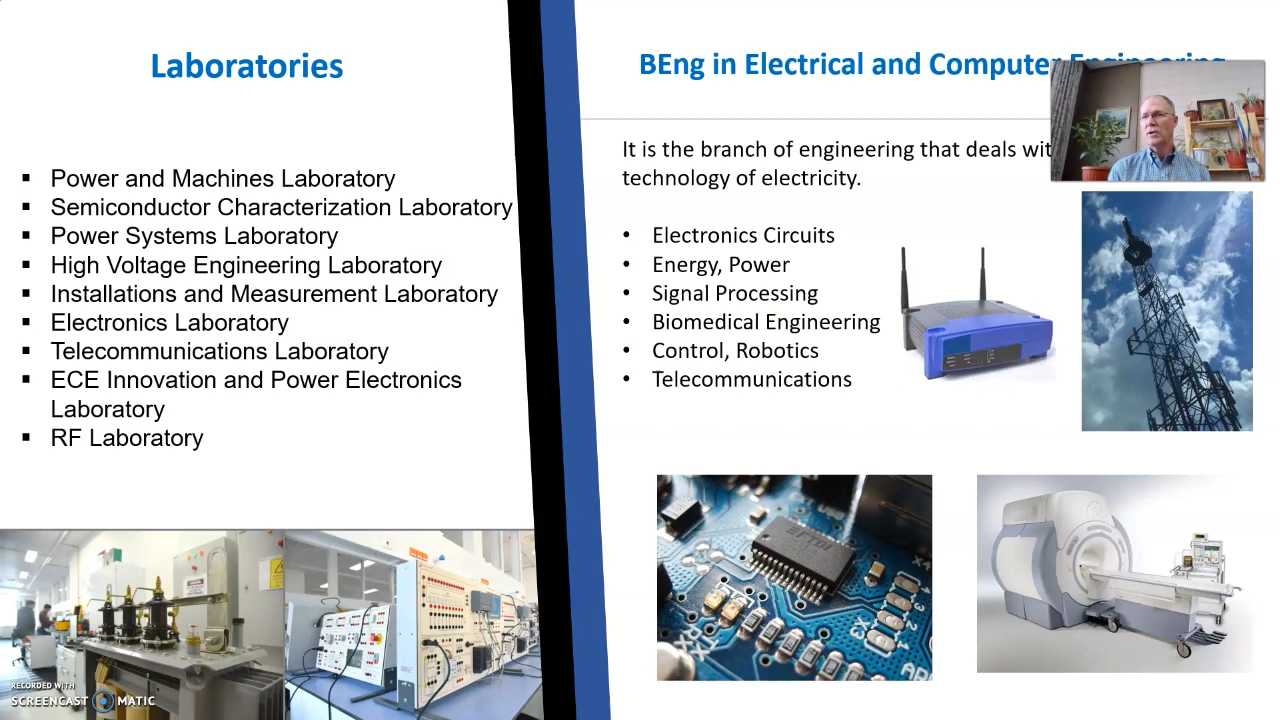 Laboratories
▪ Power and Machines Laboratory
▪ Semiconductor Characterization Laboratory
▪ Power Systems Laboratory
▪ High Voltage Engineering Laboratory
▪ Installations and Measurement Laboratory
▪ Electronics Laboratory
▪ Telecommunications Laboratory
▪ ECE Innovation and Power Electronics
Laboratory
▪ RF Laboratory
RECORDED WITH
SCREENCAST MATIC
BEng in Electrical and Computer Engineering
It is the branch of engineering that deals wit
technology of electricity.
• Electronics Circuits
• Energy, Power
• Signal Processing
• Biomedical Engineering
• Control, Robotics
• Telecommunications